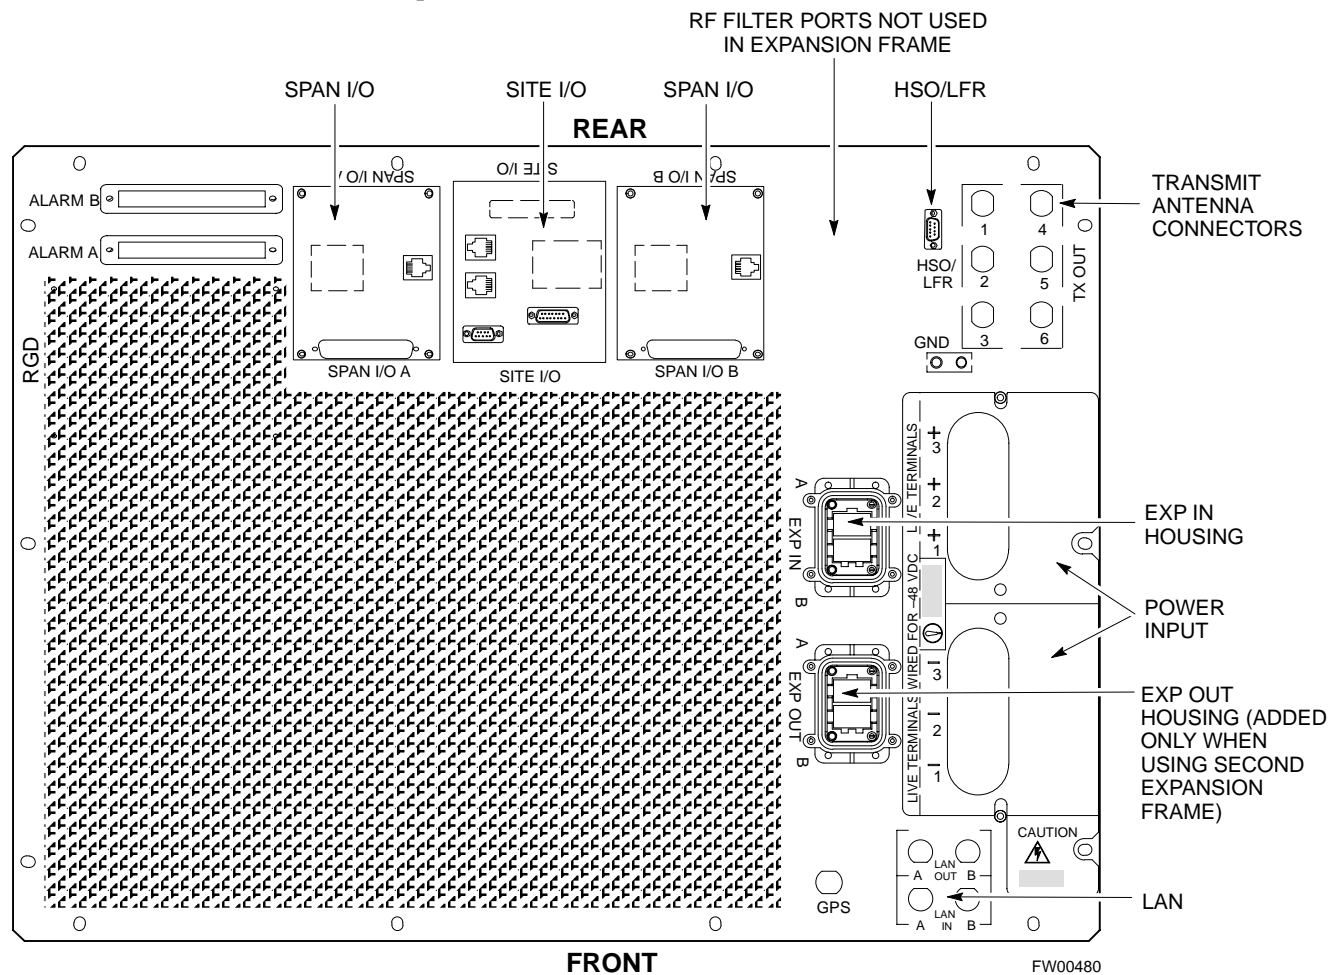 RF FILTER PORTS NOT USED
IN EXPANSION FRAME
SPAN I/O
SITE I/O
SPAN I/O
HSO/LFR
REAR
SPAN I/O A
SITE I/O
SPAN I/O B
ALARM B
ALARM A
RGD
SPAN I/O A
SITE I/O
SPAN I/O B
HSO/
LFR
1
4
2
5
3
6
TX OUT
GND
TRANSMIT
ANTENNA
CONNECTORS
LIVE TERMINALS
+
3
+
2
+
1
LIVE TERMINALS WIRED FOR –48 VDC
–
3
–
2
–
1
A
EXP IN
B
A
EXP OUT
B
EXP IN
HOUSING
POWER
INPUT
EXP OUT
HOUSING (ADDED
ONLY WHEN
USING SECOND
EXPANSION
FRAME)
CAUTION
A
LAN
OUT
B
A
LAN
IN
B
GPS
LAN
FRONT
FW00480